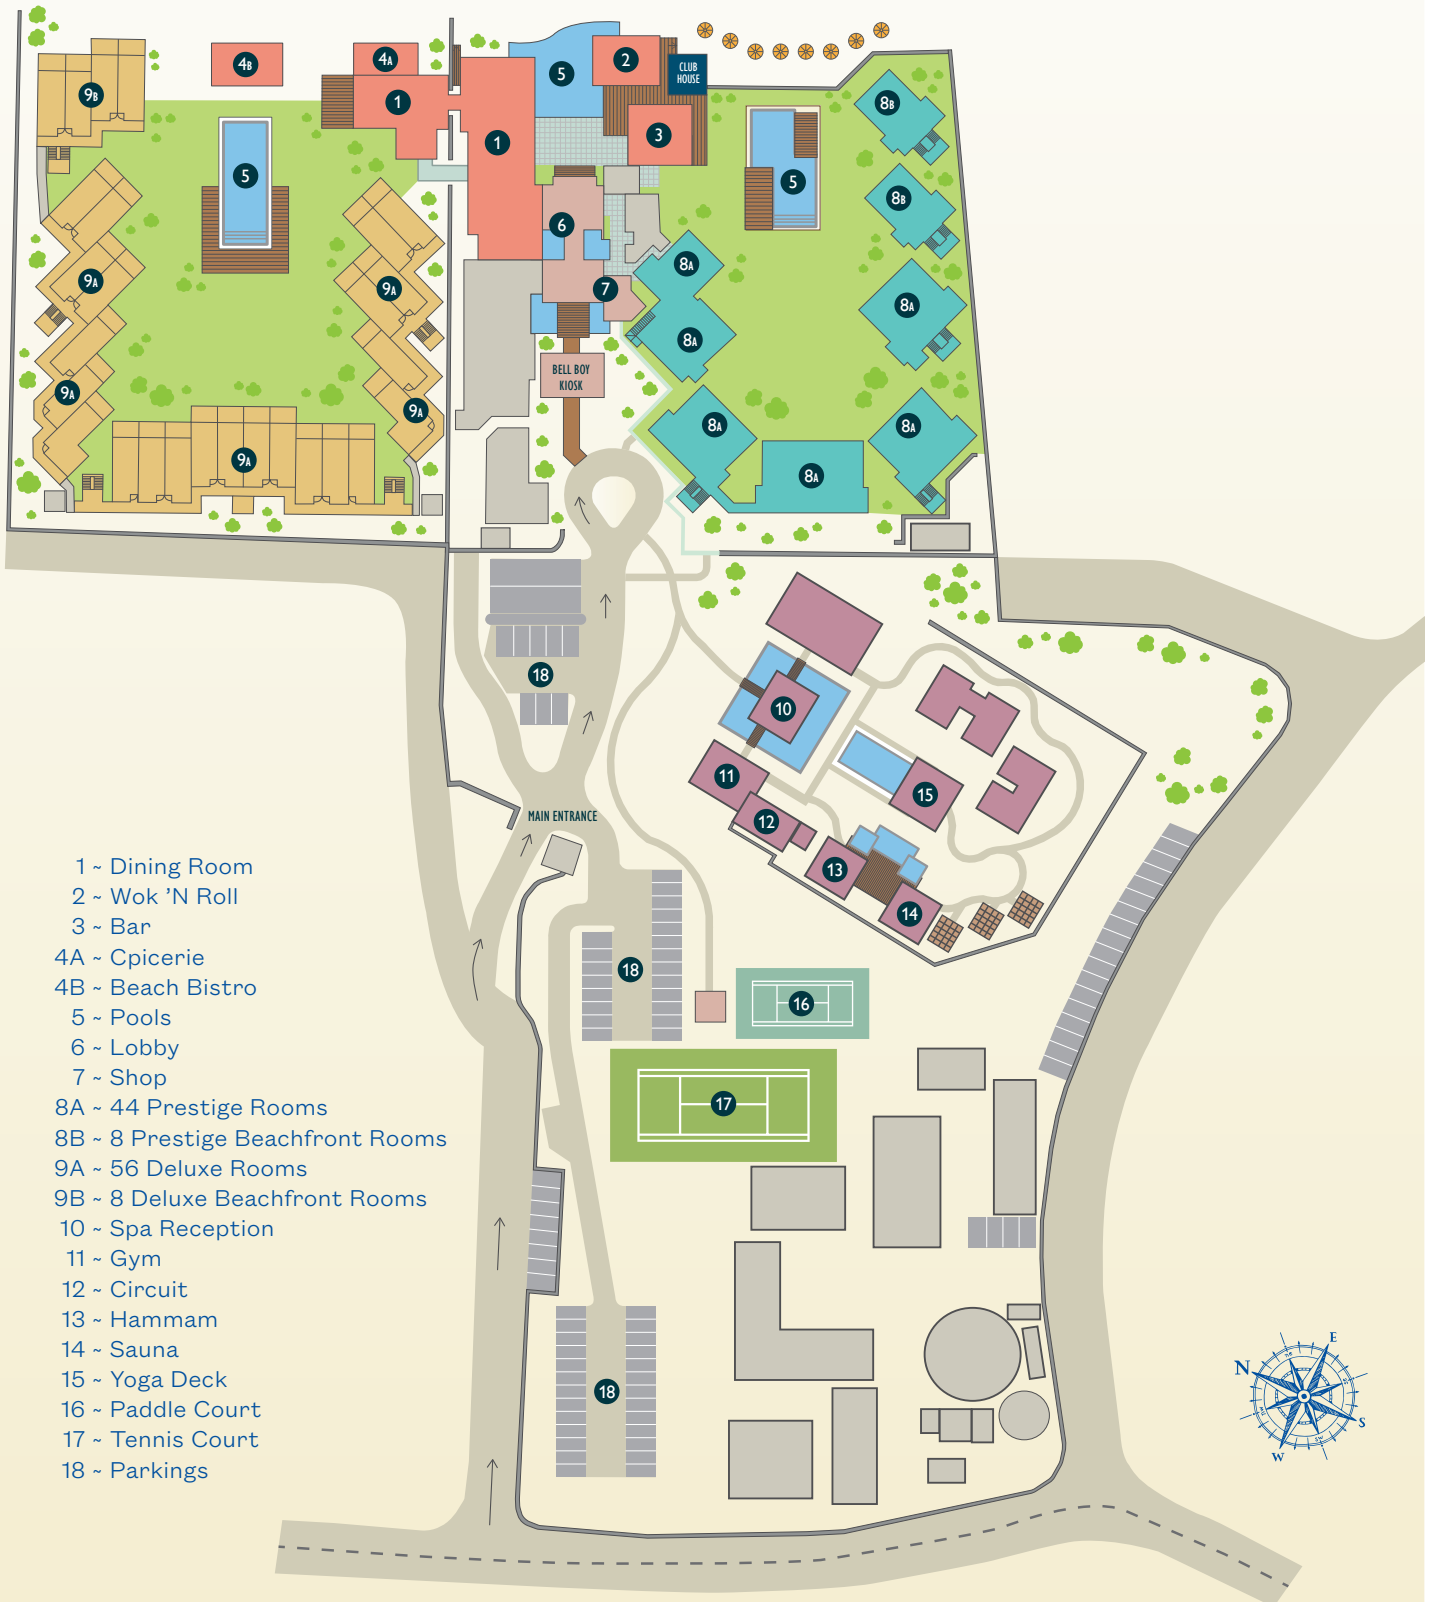 4B
4A
9B
1
5
2
CLUB
HOUSE
8B
1
3
5
5
8B
6
8A
9A
9A
7
8A
8A
BELL BOY
KIOSK
9A
9A
8A
8A
9A
8A
18
10
11
15
12
MAIN ENTRANCE
13
14
18
16
17
18
1 ~ Dining Room
2 ~ Wok ’N Roll
3 ~ Bar
4A ~ Cpicerie
4B ~ Beach Bistro
5 ~ Pools
6 ~ Lobby
7 ~ Shop
8A ~ 44 Prestige Rooms
8B ~ 8 Prestige Beachfront Rooms
9A ~ 56 Deluxe Rooms
9B ~ 8 Deluxe Beachfront Rooms
10 ~ Spa Reception
11 ~ Gym
12 ~ Circuit
13 ~ Hammam
14 ~ Sauna
15 ~ Yoga Deck
16 ~ Paddle Court
17 ~ Tennis Court
18 ~ Parkings
E
N
S
W